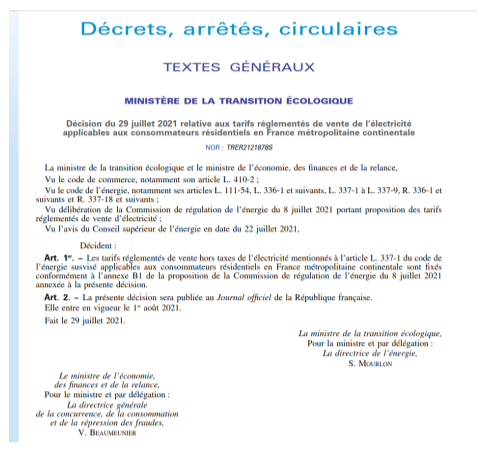 Décrets, arrêtés, circulaires
TEXTES GÉNÉRAUX
MINISTÈRE DE LA TRANSITION ÉCOLOGIQUE
Décision du 29 juillet 2021 relative aux tarifs réglementés de vente de l'électricité
applicables aux consommateurs résidentiels en France métropolitaine continentale
NOR : TRER2121878S
La ministre de la transition écologique et le ministre de l'économie, des finances et de la relance,
Vu le code de commerce, notamment son article L. 410-2 ;
Vu le code de l'énergie, notamment ses articles L. 111-54, L. 336-1 et suivants, L. 337-1 à L. 337-9, R. 336-1 et
suivants et R. 337-18 et suivants ;
Vu délibération de la Commission de régulation de l'énergie du 8 juillet 2021 portant proposition des tarifs
réglementés de vente d'électricité ;
Vu l'avis du Conseil supérieur de l'énergie en date du 22 juillet 2021,
Décident :
Art. 1er. – Les tarifs réglementés de vente hors taxes de l'électricité mentionnés à l'article L. 337-1 du code de
l'énergie susvisé applicables aux consommateurs résidentiels en France métropolitaine continentale sont fixés
conformément à l'annexe B1 de la proposition de la Commission de régulation de l'énergie du 8 juillet 2021
annexée à la présente décision.
Art. 2. – La présente décision sera publiée au Journal officiel de la République française.
Elle entre en vigueur le 1er août 2021.
Fait le 29 juillet 2021.
La ministre de la transition écologique,
Pour la ministre et par délégation :
La directrice de l'énergie,
S. MOURLON
Le ministre de l'économie,
des finances et de la relance,
Pour le ministre et par délégation :
La directrice générale
de la concurrence, de la consommation
et de la répression des fraudes,
V. BEAUMEUNIER